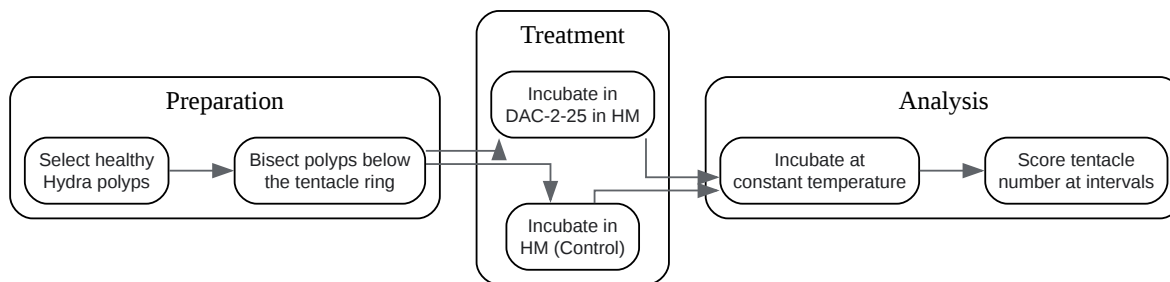 Preparation
Select healthy
Hydra polyps
Bisect polyps below
the tentacle ring
Treatment
Incubate in
DAC-2-25 in HM
Incubate in
HM (Control)
Analysis
Incubate at
constant temperature
Score tentacle
number at intervals